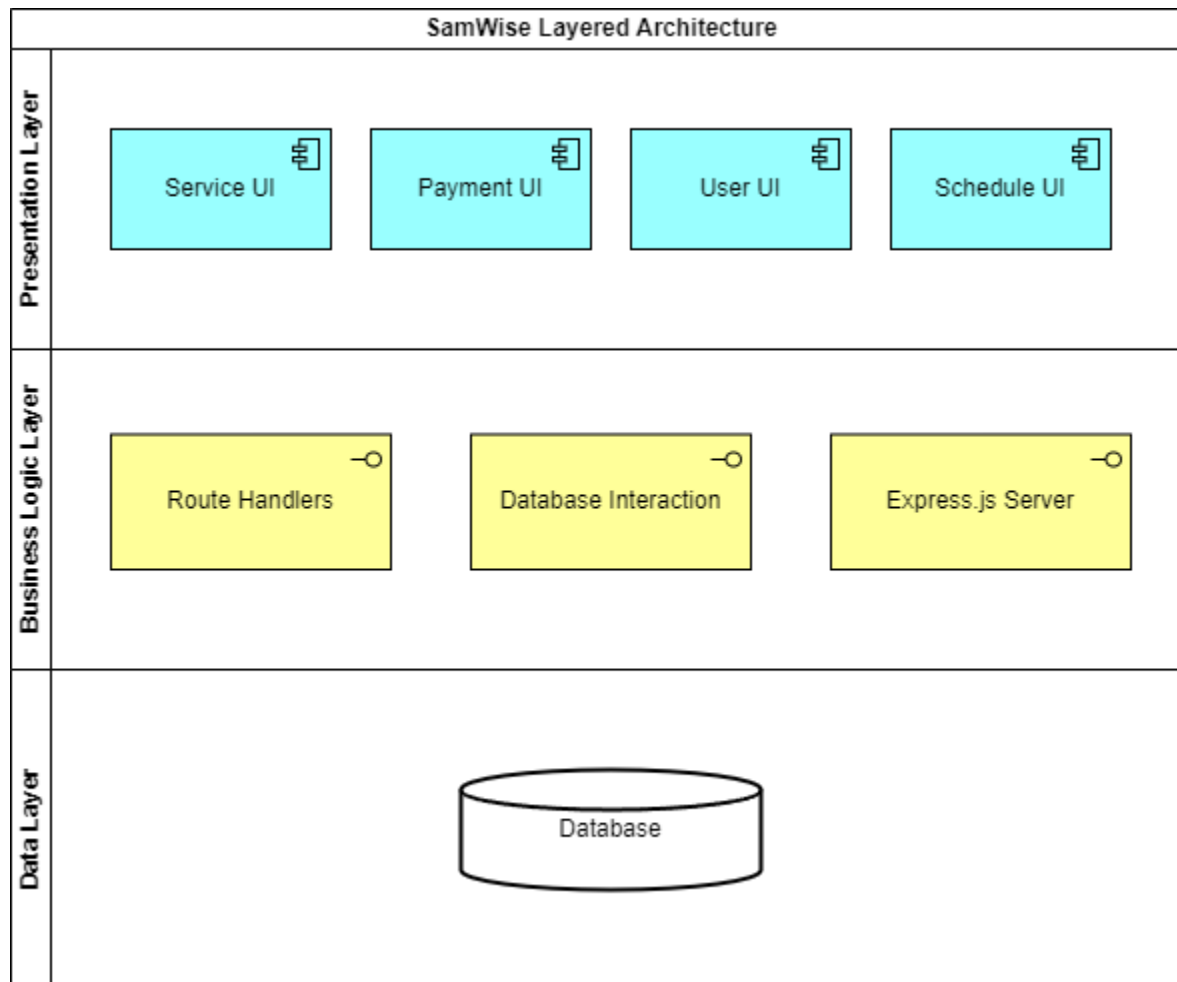 SamWise Layered Architecture
Presentation Layer
Service UI
Payment UI
User UI
Schedule UI
Business Logic Layer
Route Handlers
Database Interaction
Express.js Server
Data Layer
Database